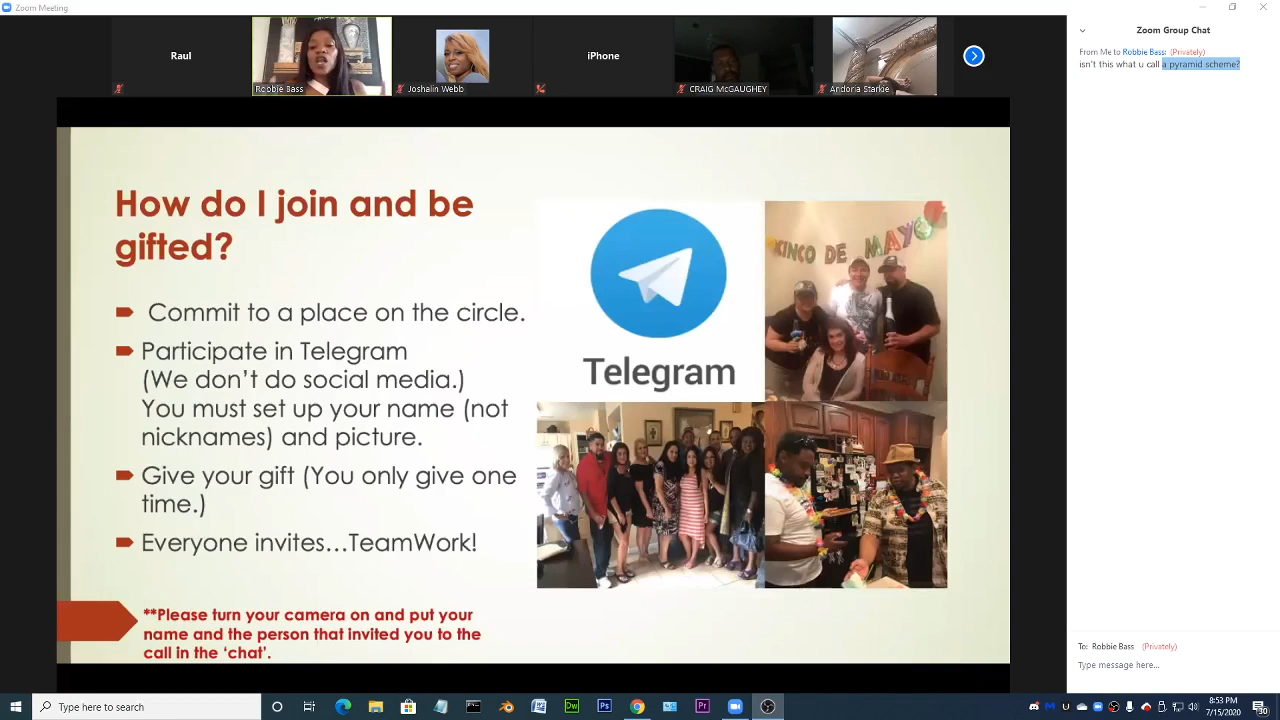 Zoom Meeting
Raul
Robbie Bass
Joshalin Webb
iPhone
CRAIG McGAUGHEY
Andoria Starkie
How do I join and be
gifted?
Commit to a place on the circle.
Participate in Telegram
(We don't do social media.)
You must set up your name (not
nicknames) and picture.
Give your gift (You only give one
time.)
Everyone invites...TeamWork!
**Please turn your camera on and put your
name and the person that invited you to the
call in the 'chat'.
Telegram
CINCO DE MAYO
Zoom Group Chat
From Me to Robbie Bass: (Privately)
isn't this what u call a pyramid scheme?
To: Robbie Bass (Privately)
Type message here...
Type here to search
Dw
Ps
Pr
8:53 PM
7/15/2020